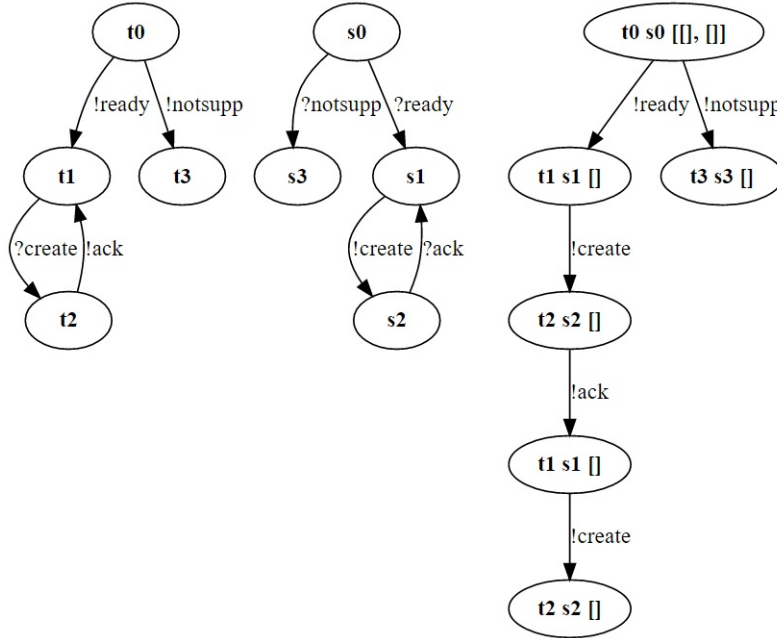 t0 s0 t0 s0 [[], []]
!ready !notsupp ?notsupp ?ready !ready !notsupp
t1 t3 s3 s1 t1 s1 [] t3 s3 []
?create !ack !create ?ack !create
t2 s2 t2 s2 []
!ack
t1 s1 []
!create
t2 s2 []